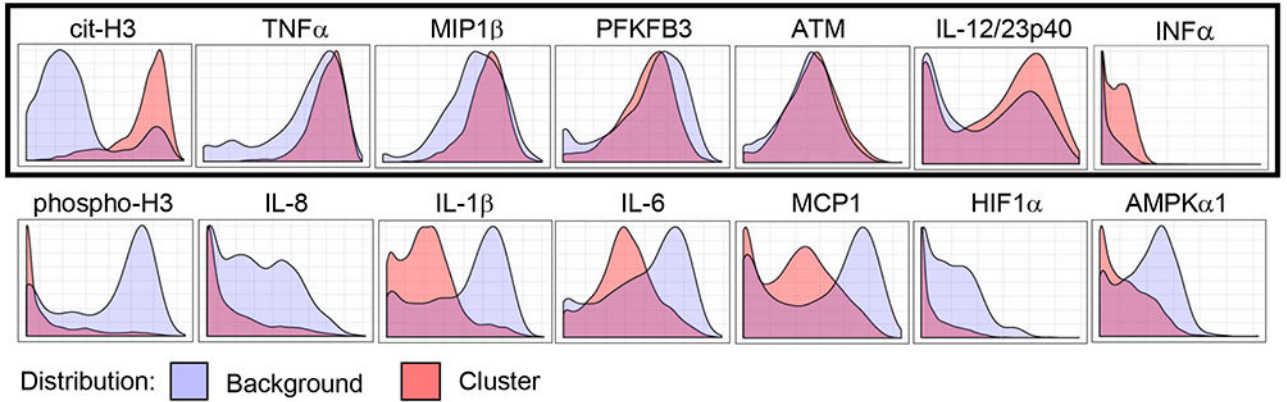 cit-H3 TNFα MIP1β PFKFB3 ATM IL-12/23p40 INFα
phospho-H3 IL-8 IL-1β IL-6 MCP1 HIF1α AMPKα1
Distribution: Background Cluster